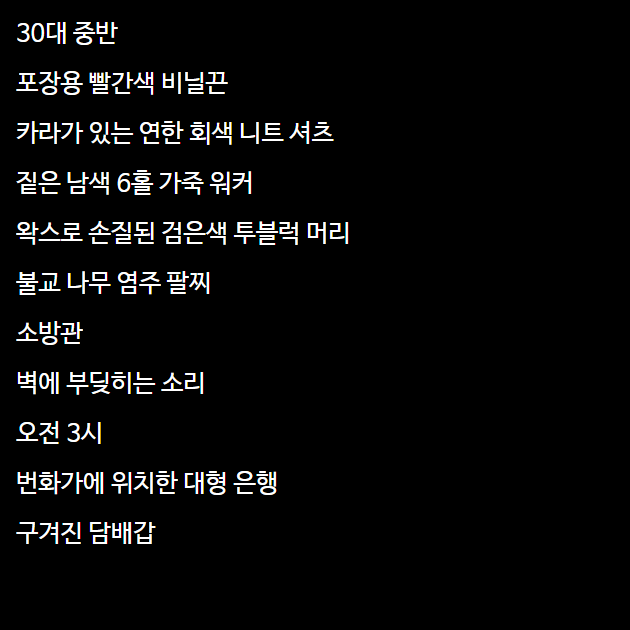 30대 중반
포장용 빨간색 비닐끈
카라가 있는 연한 회색 니트 셔츠
짙은 남색 6홀 가죽 워커
왁스로 손질된 검은색 투블럭 머리
불교 나무 염주 팔찌
소방관
벽에 부딪히는 소리
오전 3시
번화가에 위치한 대형 은행
구겨진 담배갑